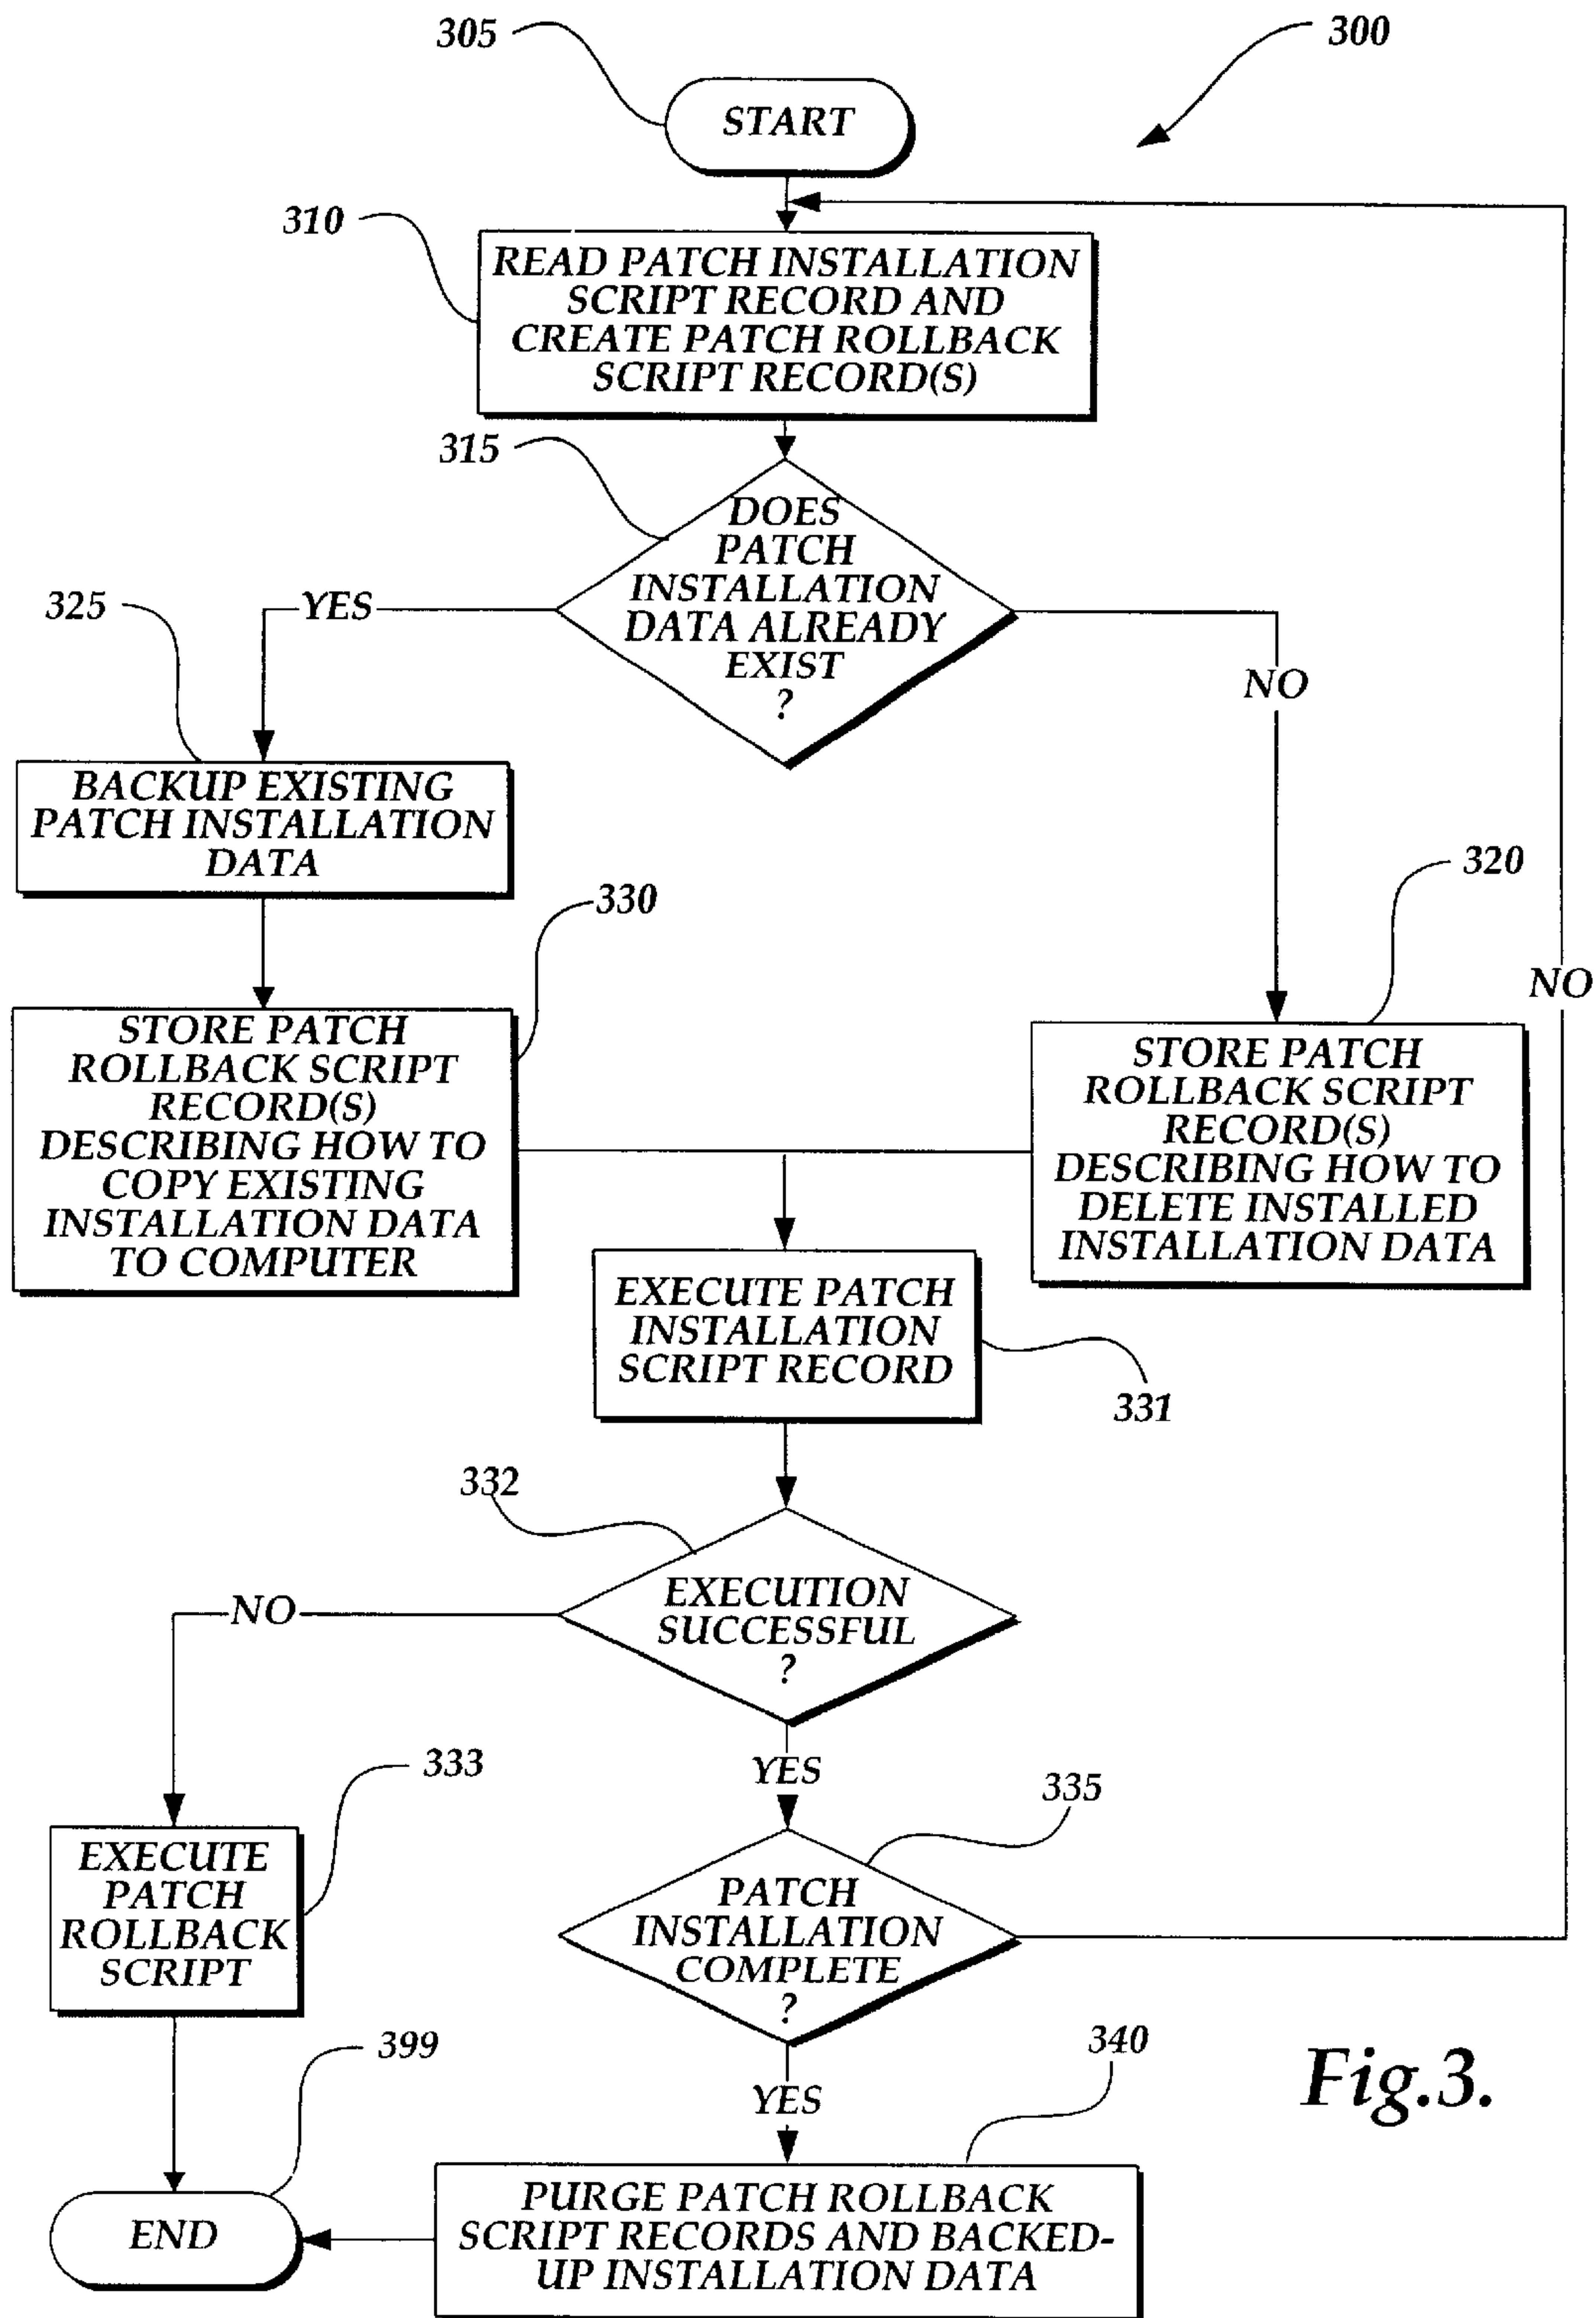 305
300
START
310
READ PATCH INSTALLATION
SCRIPT RECORD AND
CREATE PATCH ROLLBACK
SCRIPT RECORD(S)
315
DOES
PATCH
INSTALLATION
DATA ALREADY
EXIST
?
325
YES
NO
BACKUP EXISTING
PATCH INSTALLATION
DATA
320
330
NO
STORE PATCH
ROLLBACK SCRIPT
RECORD(S)
DESCRIBING HOW TO
COPY EXISTING
INSTALLATION DATA
TO COMPUTER
STORE PATCH
ROLLBACK SCRIPT
RECORD(S)
DESCRIBING HOW TO
DELETE INSTALLED
INSTALLATION DATA
EXECUTE PATCH
INSTALLATION
SCRIPT RECORD
331
332
EXECUTION
SUCCESSFUL
?
NO
YES
333
335
EXECUTE
PATCH
ROLLBACK
SCRIPT
PATCH
INSTALLATION
COMPLETE
?
399
340
YES
Fig.3.
END
PURGE PATCH ROLLBACK
SCRIPT RECORDS AND BACKED-
UP INSTALLATION DATA